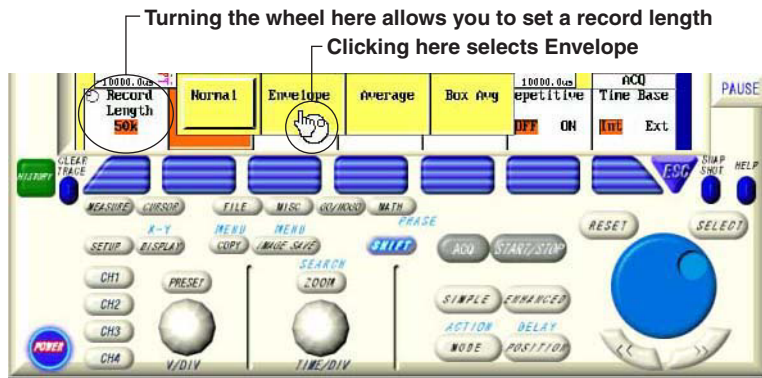 Turning the wheel here allows you to set a record length
Clicking here selects Envelope
10000.0us 10000.0us ACQ
Record Length Normal Envelope Average Box Avg epetitive Time Base
50k OFF ON Int Ext
PAUSE
HISTORY CLEAR TRACE ESC SNAP SHOT HELP
MEASURE CURSOR FILE MISC GO/NOGO MATH
X-Y MENU MENU PHASE
SETUP DISPLAY COPY IMAGE SAVE SHIFT ACQ START/STOP RESET SELECT
SEARCH
CH1 PRESET ZOOM
CH2 SIMPLE ENHANCED
CH3 ACTION DELAY
CH4 MODE POSITION << >>
POWER V/DIV TIME/DIV